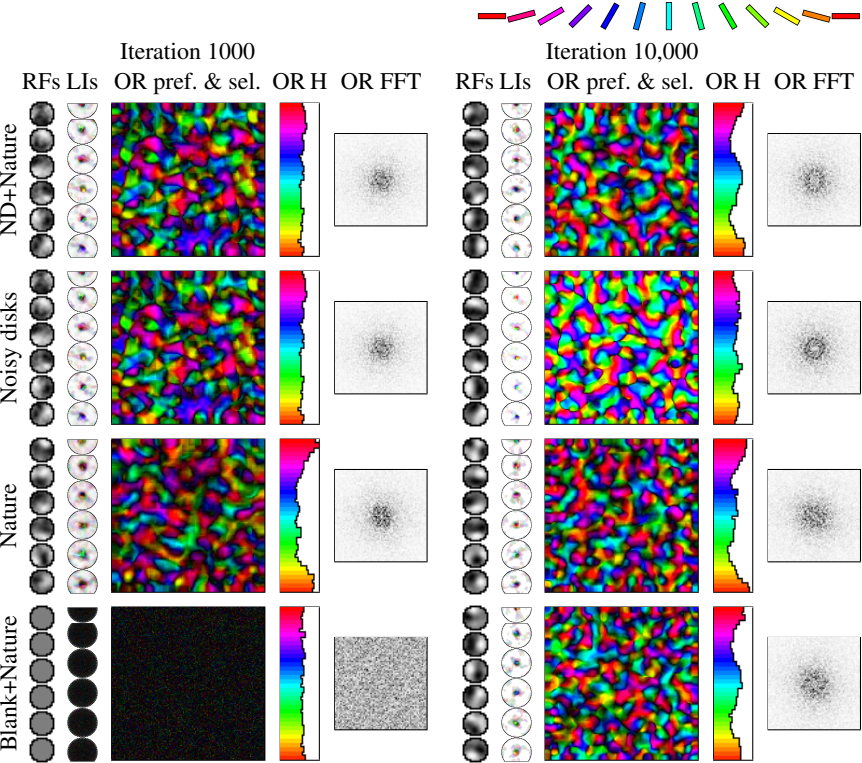 Iteration 1000
Iteration 10,000
RFs LIs OR pref. & sel. OR H OR FFT
RFs LIs OR pref. & sel. OR H OR FFT
ND+Nature
Noisy disks
Nature
Blank+Nature